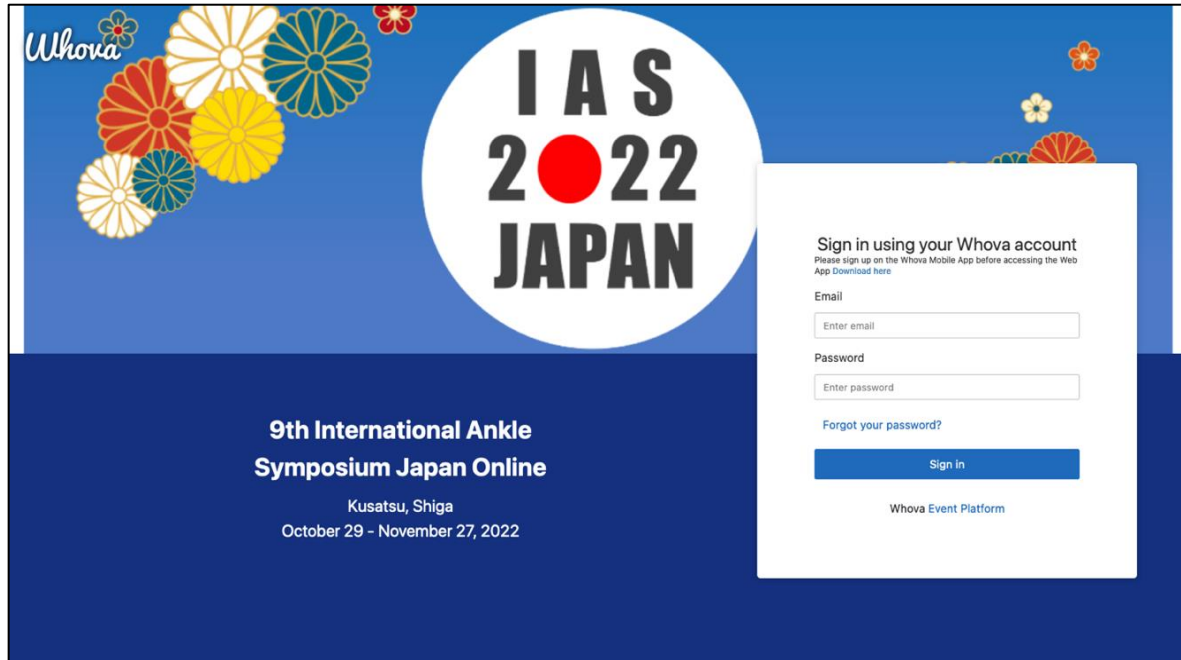 Whova
I A S
2022
JAPAN
9th International Ankle
Symposium Japan Online
Kusatsu, Shiga
October 29 - November 27, 2022
Sign in using your Whova account
Please sign up on the Whova Mobile App before accessing the Web
App Download here
Email
Enter email
Password
Enter password
Forgot your password?
Sign in
Whova Event Platform